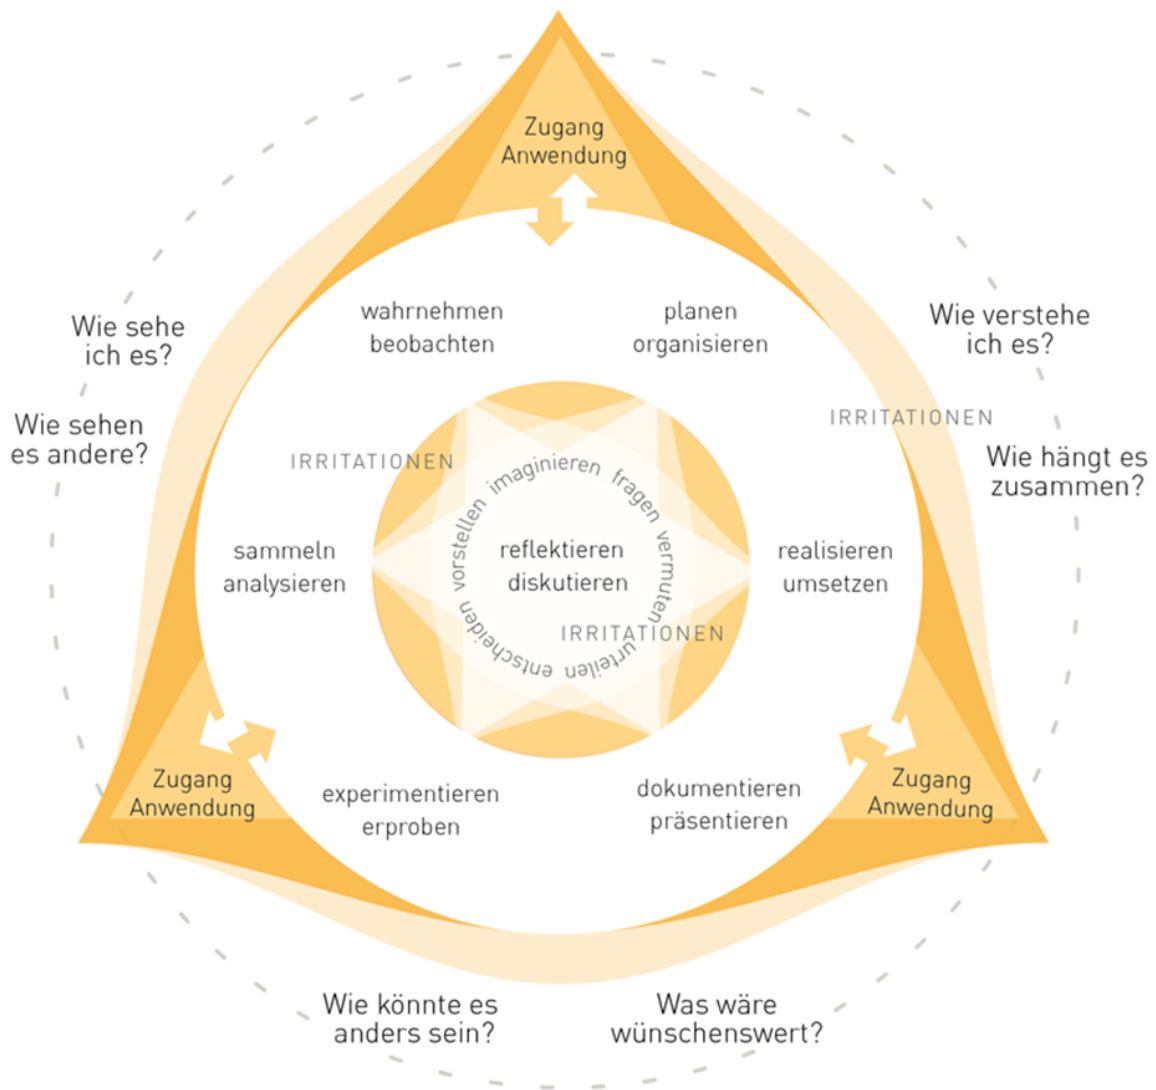 Zugang
Anwendung
wahrnehmen
beobachten
planen
organisieren
Wie sehe
ich es?
Wie verstehe
ich es?
Wie sehen
es andere?
IRRITATIONEN
Wie hängt es
zusammen?
IRRITATIONEN
vorstellen imaginieren fragen vermuten urteilen entscheiden
sammeln
analysieren
reflektieren
diskutieren
realisieren
umsetzen
IRRITATIONEN
Zugang
Anwendung
experimentieren
erproben
dokumentieren
präsentieren
Zugang
Anwendung
Wie könnte es
anders sein?
Was wäre
wünschenswert?